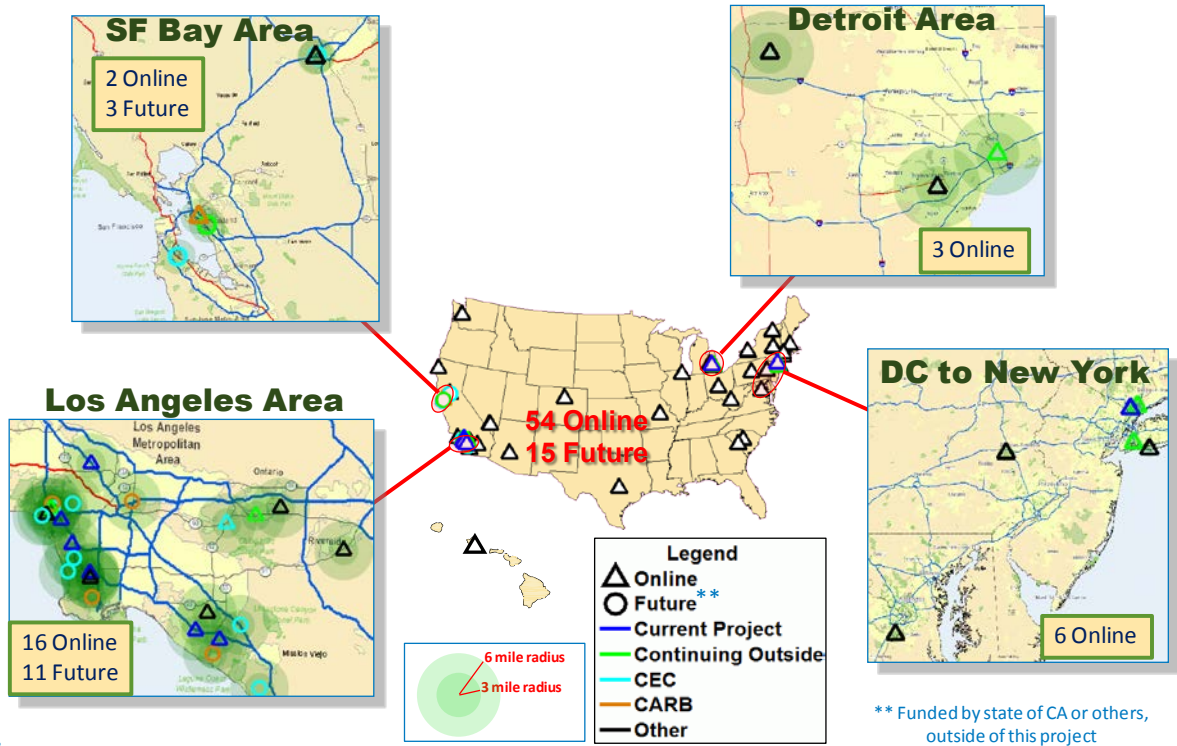 SF Bay Area
2 Online
3 Future
San Francisco
Detroit Area
3 Online
Los Angeles Area
Los Angeles
Metropolitan
Area
Ontario
Riverside
Mission Viejo
16 Online
11 Future
54 Online
15 Future
DC to New York
6 Online
6 mile radius
3 mile radius
Legend
Online
Future **
Current Project
Continuing Outside
CEC
CARB
Other
** Funded by state of CA or others,
outside of this project